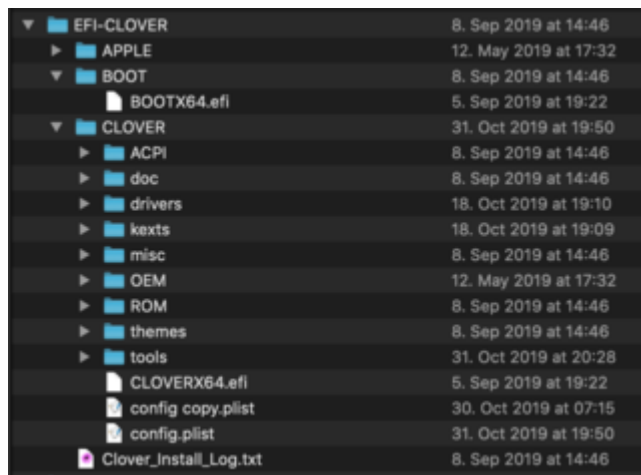 EFI-CLOVER 8. Sep 2019 at 14:46
APPLE 12. May 2019 at 17:32
BOOT 8. Sep 2019 at 14:46
BOOTX64.efi 5. Sep 2019 at 19:22
CLOVER 31. Oct 2019 at 19:50
ACPI 8. Sep 2019 at 14:46
doc 8. Sep 2019 at 14:46
drivers 18. Oct 2019 at 19:10
kexts 18. Oct 2019 at 19:09
misc 8. Sep 2019 at 14:46
OEM 12. May 2019 at 17:32
ROM 8. Sep 2019 at 14:46
themes 8. Sep 2019 at 14:46
tools 31. Oct 2019 at 20:28
CLOVERX64.efi 5. Sep 2019 at 19:22
config copy.plist 30. Oct 2019 at 07:15
config.plist 31. Oct 2019 at 19:50
Clover_Install_Log.txt 8. Sep 2019 at 14:46